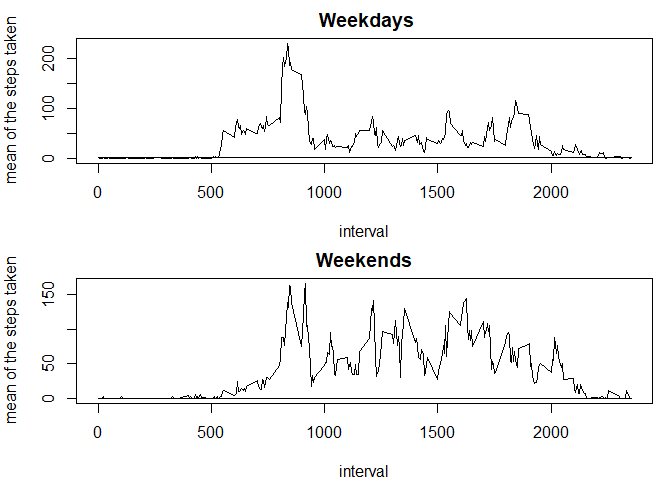 Weekdays
mean of the steps taken
200
100
0
0
500
1000
1500
2000
interval
Weekends
mean of the steps taken
150
50
0
0
500
1000
1500
2000
interval